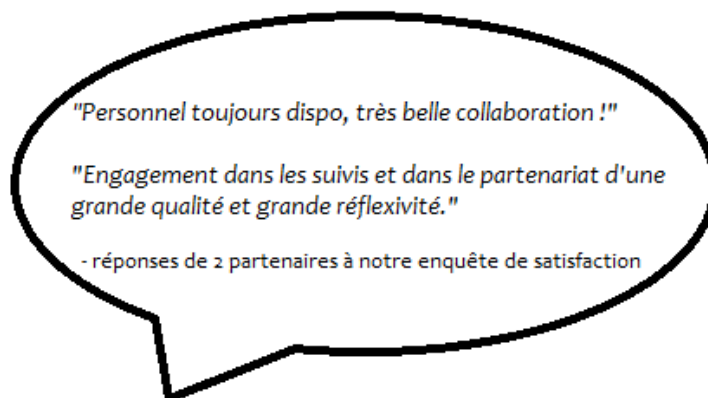 "Personnel toujours dispo, très belle collaboration !"
"Engagement dans les suivis et dans le partenariat d'une
grande qualité et grande réflexivité."
- réponses de 2 partenaires à notre enquête de satisfaction